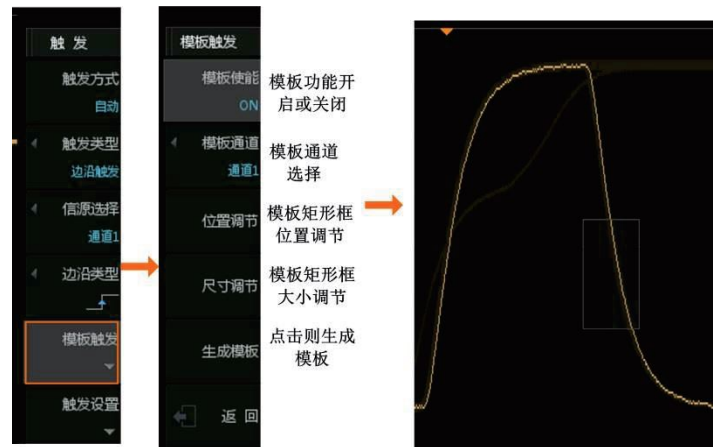 触 发
触发方式
自动
触发类型
边沿触发
信源选择
通道1
边沿类型
模板触发
触发设置
模板触发
模板使能
ON
模板通道
通道1
位置调节
尺寸调节
生成模板
返 回
模板功能开
启或关闭
模板通道
选择
模板矩形框
位置调节
模板矩形框
大小调节
点击则生成
模板